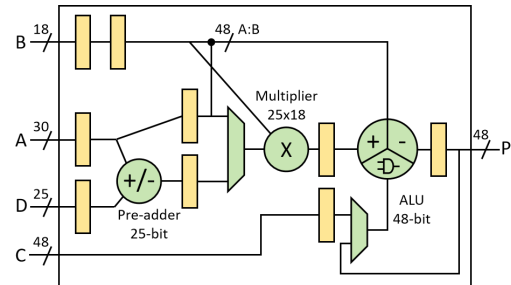 18
48 A:B
B
Multiplier
25x18
30
A
X
+ -
48
P
25
+/-
D
Pre-adder
25-bit
ALU
48-bit
48
C